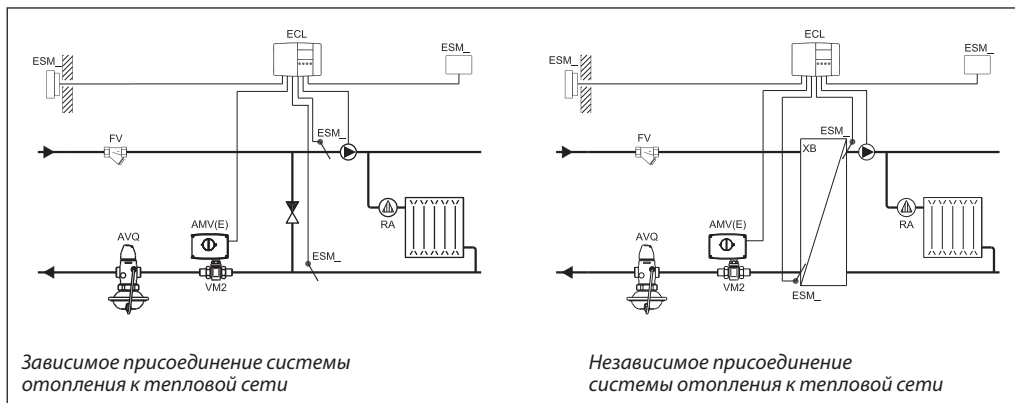 ECL
ESM_
ESM_
FV
ESM_
AMV(E)
RA
AVQ
ESM_
VM2
Зависимое присоединение системы
отопления к тепловой сети
ECL
ESM_
ESM_
FV
ESM_
XB
AMV(E)
RA
AVQ
VM2
ESM_
Независимое присоединение
системы отопления к тепловой сети